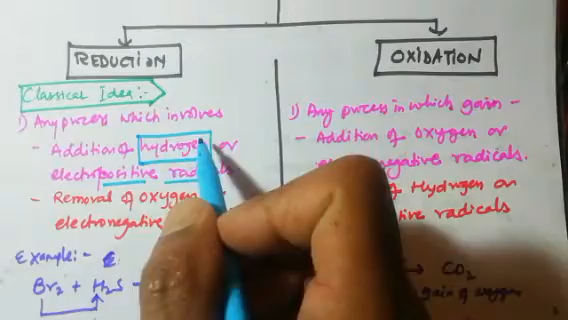 REDUCTION
Classical Idea:-
1) Any process which involves
- Addition of hydrogen or
electropositive radicals
- Removal of oxygen
electronegative
Example:-
Br2 + H2S
OXIDATION
1) Any process in which gain -
- Addition of oxygen or
negative radicals.
of Hydrogen or
tive radicals
→ CO2
gain of oxygen